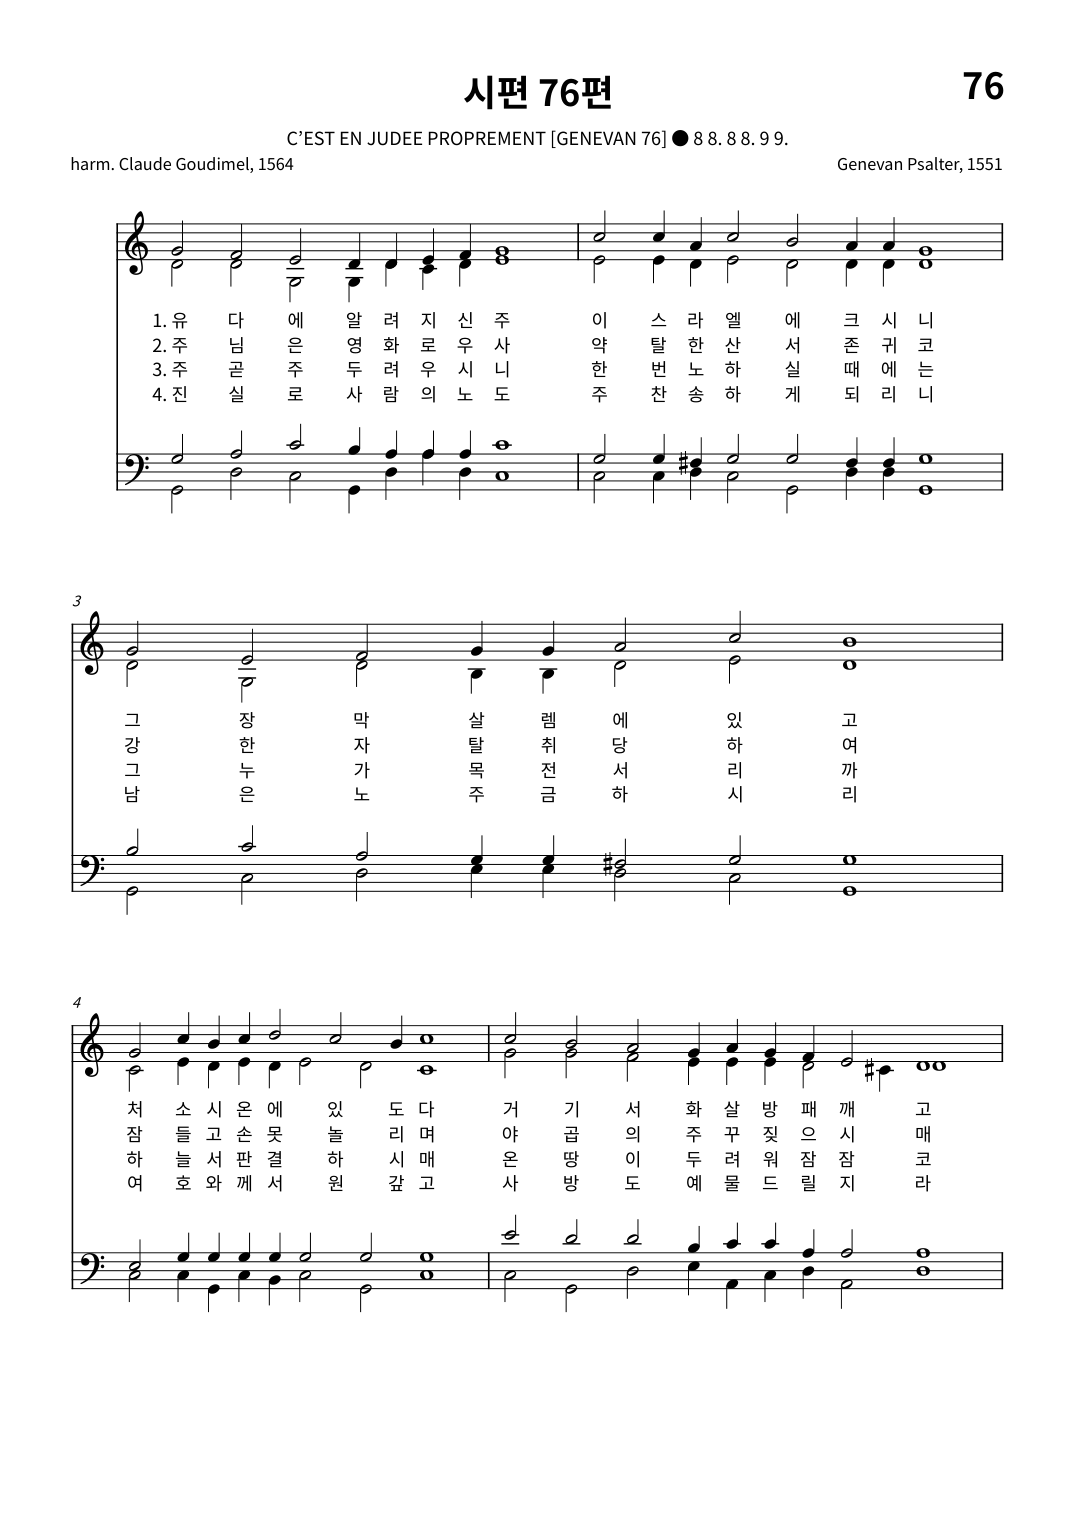 시편 76편
76
C’EST EN JUDEE PROPREMENT [GENEVAN 76] ● 8 8. 8 8. 9 9.
harm. Claude Goudimel, 1564
Genevan Psalter, 1551
1. 유 다 에 알 려 지 신 주 이 스 라 엘 에 크 시 니
2. 주 님 은 영 화 로 우 사 약 탈 한 산 서 존 귀 코
3. 주 곧 주 두 려 우 시 니 한 번 노 하 실 때 에 는
4. 진 실 로 사 람 의 노 도 주 찬 송 하 게 되 리 니
3
그 장 막 살 렘 에 있 고
강 한 자 탈 취 당 하 여
그 누 가 목 전 서 리 까
남 은 노 주 금 하 시 리
4
처 소 시 온 에 있 도 다 거 기 서 화 살 방 패 깨 고
잠 들 고 손 못 놀 리 며 야 곱 의 주 꾸 짖 으 시 매
하 늘 서 판 결 하 시 매 온 땅 이 두 려 워 잠 잠 코
여 호 와 께 서 원 갚 고 사 방 도 예 물 드 릴 지 라